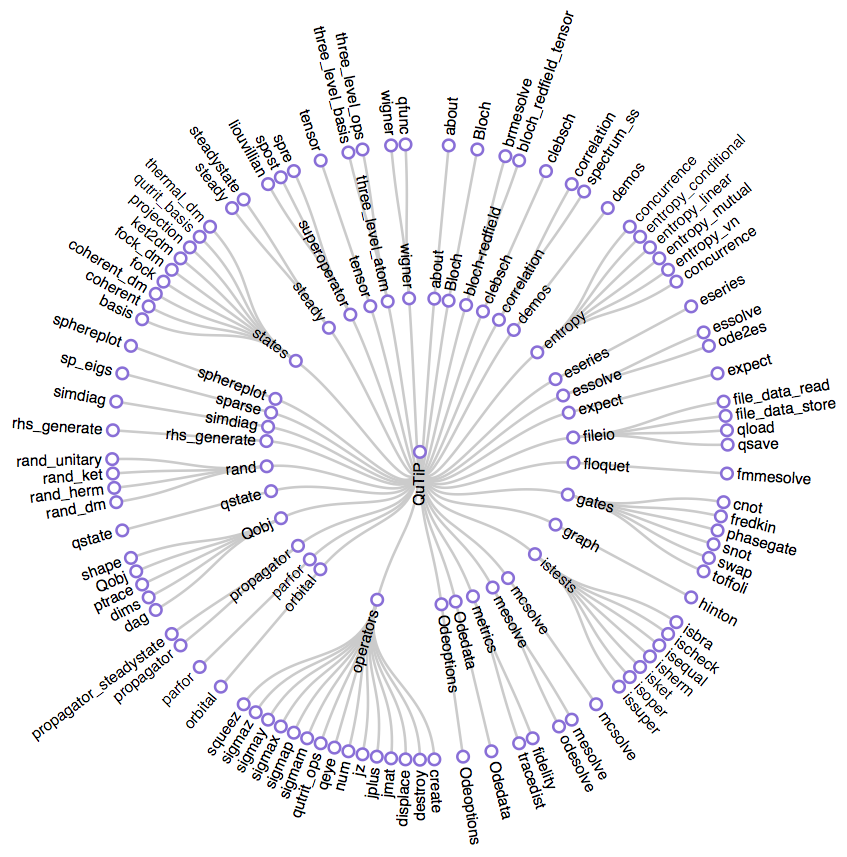 QuTiP
about
about
Bloch
Bloch
bloch-redfield
brmesolve
bloch_redfield_tensor
clebsch
clebsch
correlation
correlation
spectrum_ss
demos
demos
entropy
concurrence
entropy_conditional
entropy_linear
entropy_mutual
entropy_vn
concurrence
eseries
eseries
essolve
essolve
ode2es
expect
expect
fileio
file_data_read
file_data_store
qload
qsave
floquet
fmmesolve
gates
cnot
fredkin
phasegate
snot
swap
toffoli
graph
hinton
istests
isbra
ischeck
isequal
isherm
isket
isoper
issuper
mcsolve
mcsolve
mesolve
mesolve
odesolve
metrics
fidelity
tracedist
Odedata
Odedata
Odeoptions
Odeoptions
operators
create
destroy
displace
jmat
jplus
jz
num
qeye
qutrit_ops
sigmam
sigmap
sigmax
sigmay
sigmaz
squeez
orbital
orbital
parfor
parfor
propagator
propagator
propagator_steadystate
Qobj
dag
dims
ptrace
Qobj
shape
qstate
qstate
rand
rand_dm
rand_herm
rand_ket
rand_unitary
rhs_generate
rhs_generate
simdiag
simdiag
sparse
sp_eigs
sphereplot
sphereplot
states
basis
coherent
coherent_dm
fock
fock_dm
ket2dm
projection
qutrit_basis
thermal_dm
steady
steady
steadystate
superoperator
liouvillian
spost
spre
tensor
tensor
three_level_atom
three_level_basis
three_level_ops
wigner
wigner
qfunc